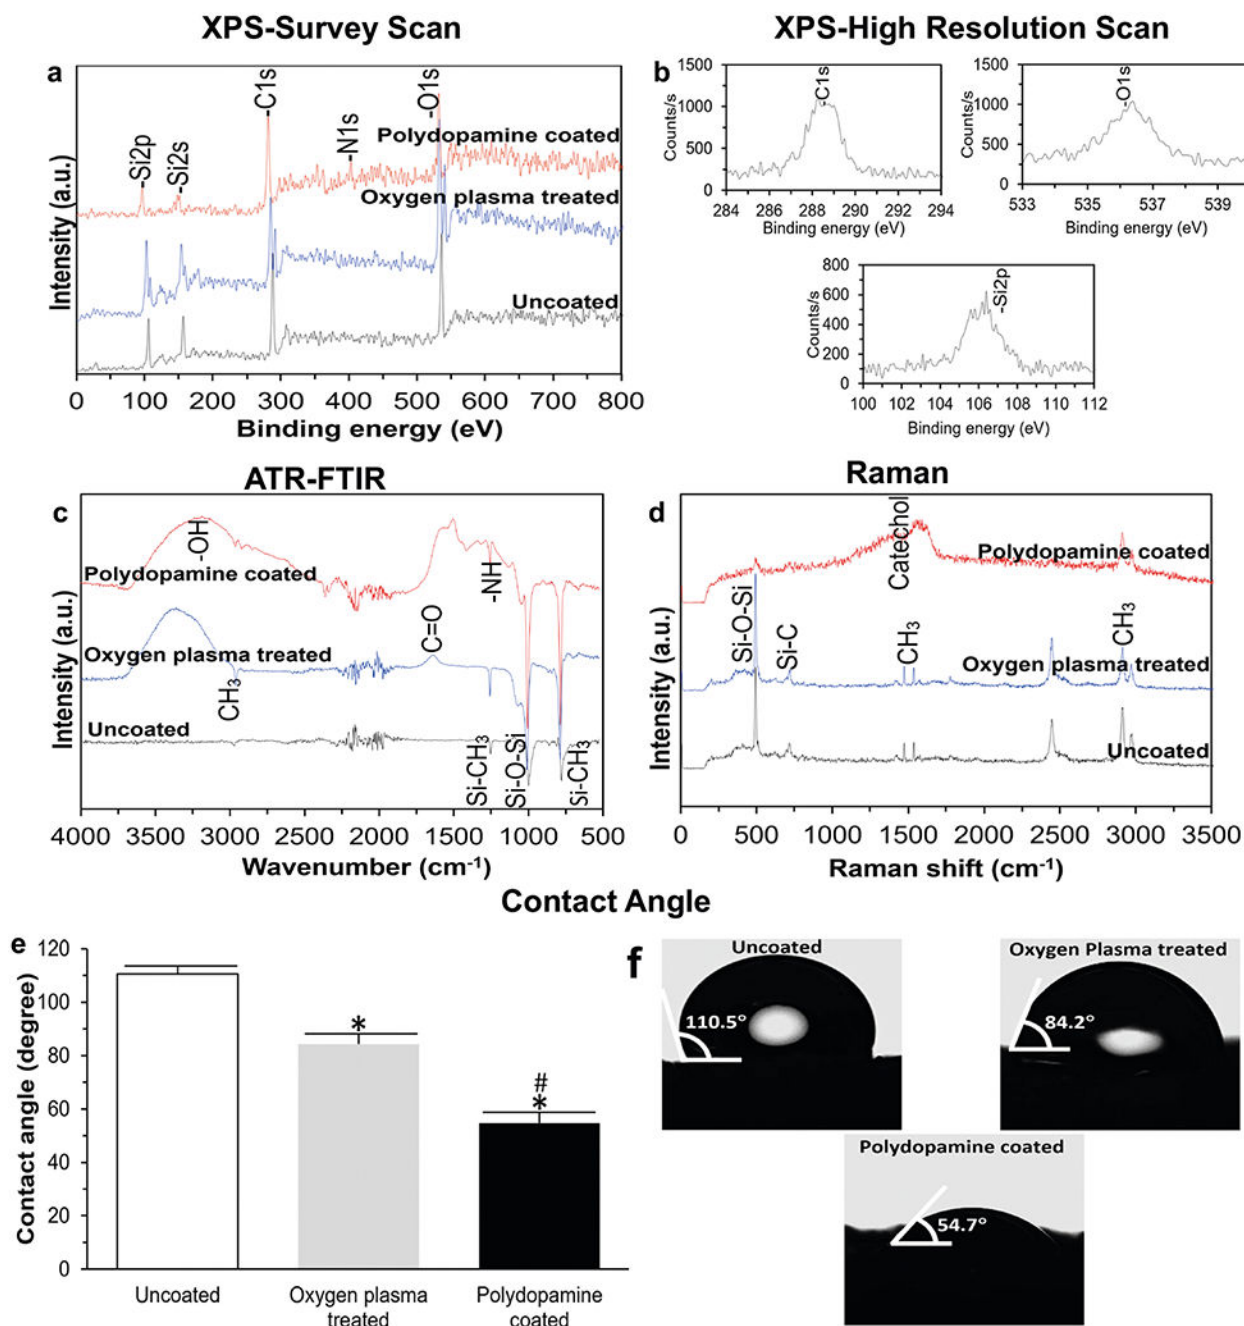 XPS-Survey Scan
XPS-High Resolution Scan
a
Si2p
Si2s
C1s
N1s
O1s
Polydopamine coated
Oxygen plasma treated
Uncoated
Intensity (a.u.)
0 100 200 300 400 500 600 700 800
Binding energy (eV)
b
1500
1000
500
0
Counts/s
C1s
284 286 288 290 292 294
Binding energy (eV)
1500
1000
500
0
Counts/s
O1s
533 535 537 539
Binding energy (eV)
800
600
400
200
0
Counts/s
Si2p
100 102 104 106 108 110 112
Binding energy (eV)
ATR-FTIR
c
-OH
Polydopamine coated
-NH
C=O
Oxygen plasma treated
CH3
Uncoated
Si-CH3
Si-O-Si
Si-CH3
Intensity (a.u.)
4000 3500 3000 2500 2000 1500 1000 500
Wavenumber (cm-1)
Raman
d
Catechol
Polydopamine coated
Si-O-Si
Si-C
CH3
CH3
Oxygen plasma treated
Uncoated
Intensity (a.u.)
0 500 1000 1500 2000 2500 3000 3500
Raman shift (cm-1)
Contact Angle
e
120
100
80
60
40
20
0
Contact angle (degree)
*
#
*
Uncoated
Oxygen plasma
treated
Polydopamine
coated
f
Uncoated
110.5°
Oxygen Plasma treated
84.2°
Polydopamine coated
54.7°